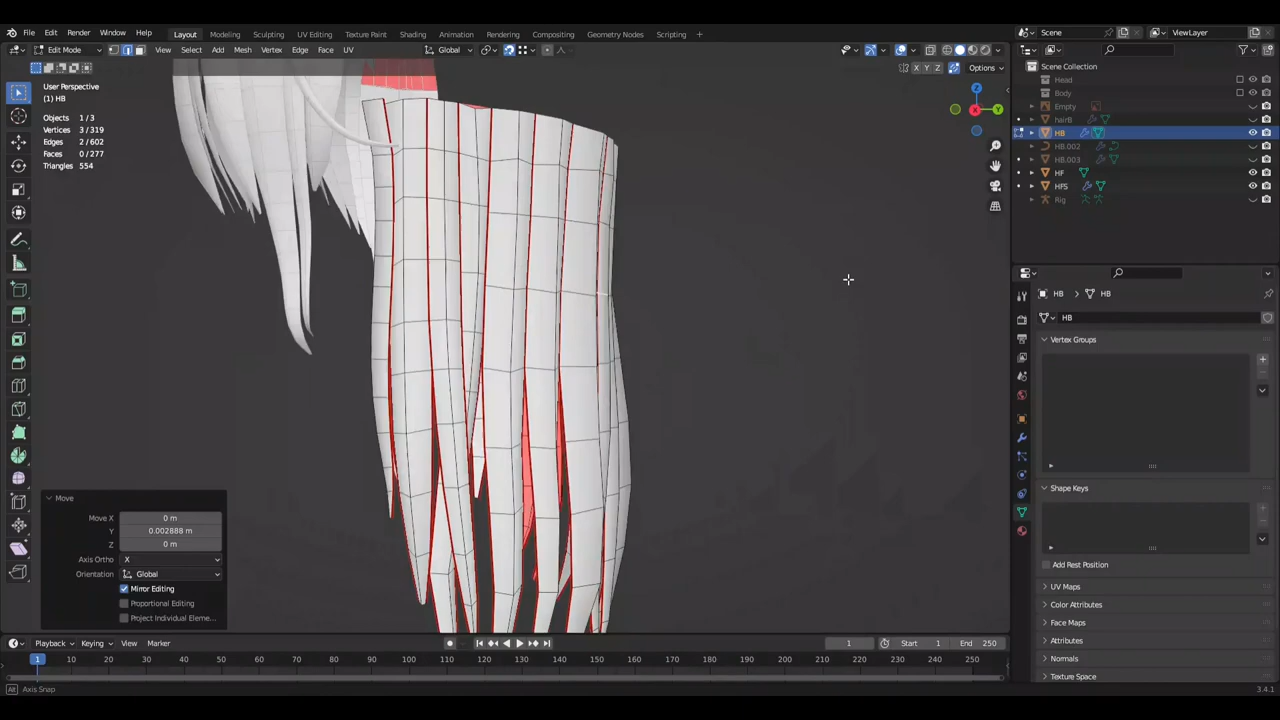 File Edit Render Window Help Layout Modeling Sculpting UV Editing Texture Paint Shading Animation Rendering Compositing Geometry Nodes Scripting + Scene ViewLayer
Edit Mode View Select Add Mesh Vertex Edge Face UV Global
X Y Z Options
User Perspective
(1) HB
Objects 1/3
Vertices 3/319
Edges 2/602
Faces 0/277
Triangles 554
Z
X
Y
Scene Collection
Head
Body
Empty
hairB
HB
HB.002
HB.003
HF
HFS
Rig
HB > HB
HB
Vertex Groups
Shape Keys
Add Rest Position
UV Maps
Color Attributes
Face Maps
Attributes
Normals
Texture Space
Move
Move X 0 m
Y 0.002888 m
Z 0 m
Axis Ortho X
Orientation Global
Mirror Editing
Proportional Editing
Project Individual Eleme...
Playback Keying View Marker 1 Start 1 End 250
1 10 20 30 40 50 60 70 80 90 100 110 120 130 140 150 160 170 180 190 200 210 220 230 240 250
Alt Axis Snap 3.4.1